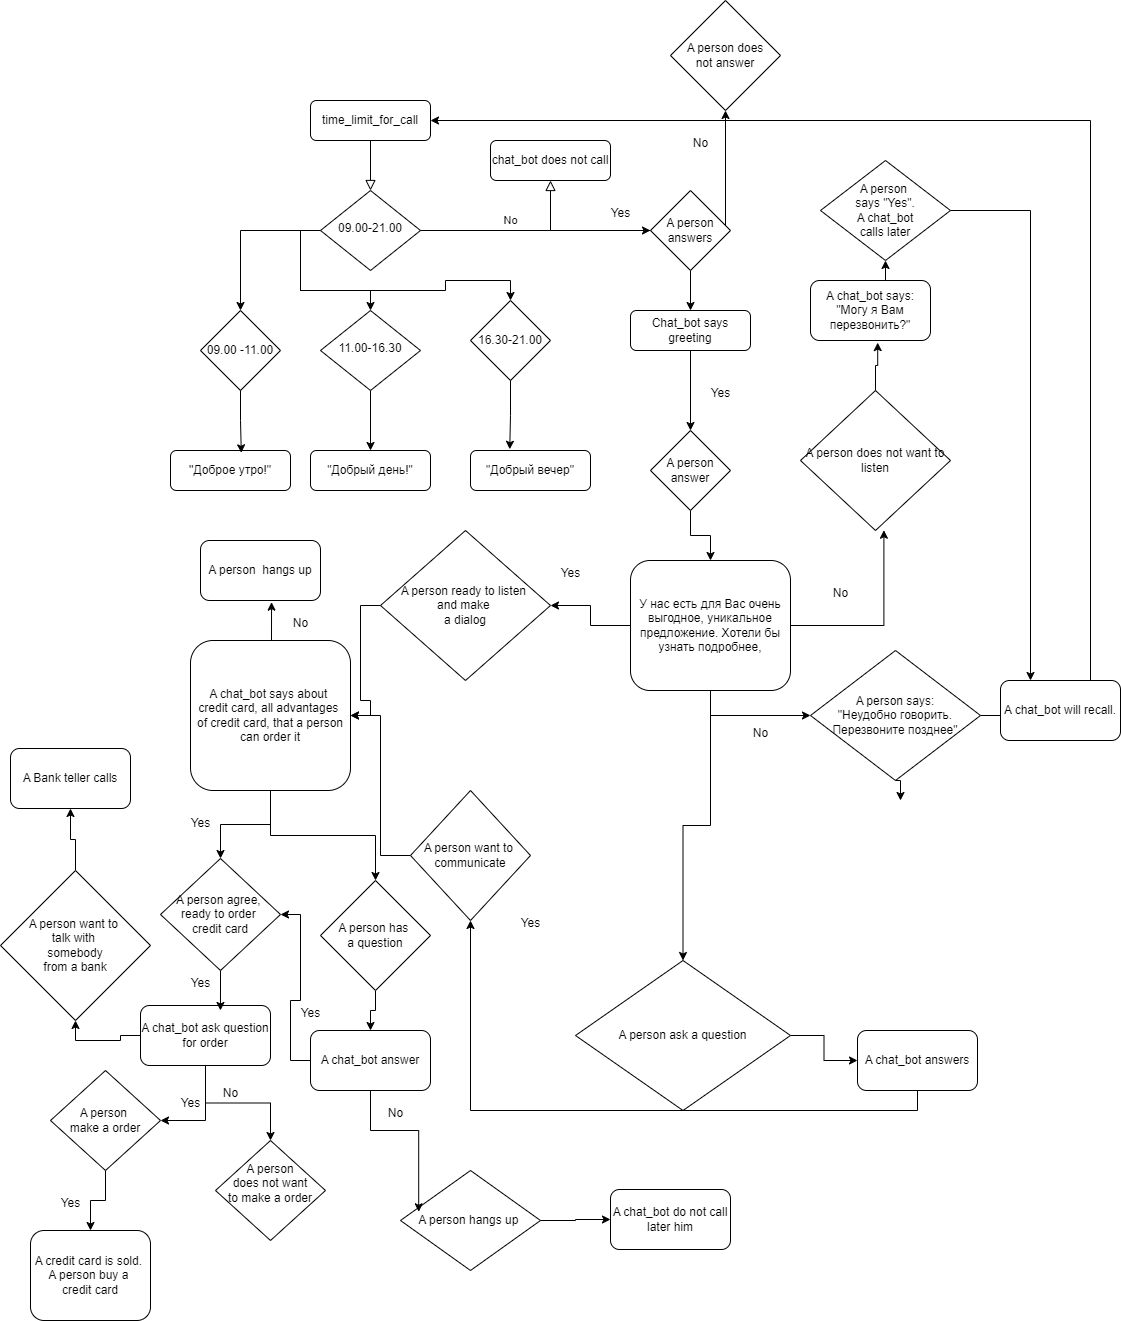 A person does
not answer
time_limit_for_call
No
chat_bot does not call
A person
says "Yes".
A chat_bot
calls later
09.00-21.00
No
Yes
A person
answers
A chat_bot says:
"Могу я Вам
перезвонить?"
Chat_bot says
greeting
09.00 -11.00
11.00-16.30
16.30-21.00
Yes
A person does not want to
listen
"Доброе утро!"
"Добрый день!"
"Добрый вечер"
A person
answer
A person hangs up
Yes
A person ready to listen
and make
a dialog
No
У нас есть для Вас очень
выгодное, уникальное
предложение. Хотели бы
узнать подробнее,
No
A chat_bot says about
credit card, all advantages
of credit card, that a person
can order it
A person says:
"Неудобно говорить.
Перезвоните позднее"
A chat_bot will recall.
No
A Bank teller calls
Yes
A person want to
communicate
A person agree,
ready to order
credit card
A person has
a question
Yes
A person want to
talk with
somebody
from a bank
Yes
Yes
A chat_bot ask question
for order
A chat_bot answer
A person ask a question
A chat_bot answers
No
Yes
No
A person
make a order
A person
does not want
to make a order
Yes
A person hangs up
A chat_bot do not call
later him
A credit card is sold.
A person buy a
credit card